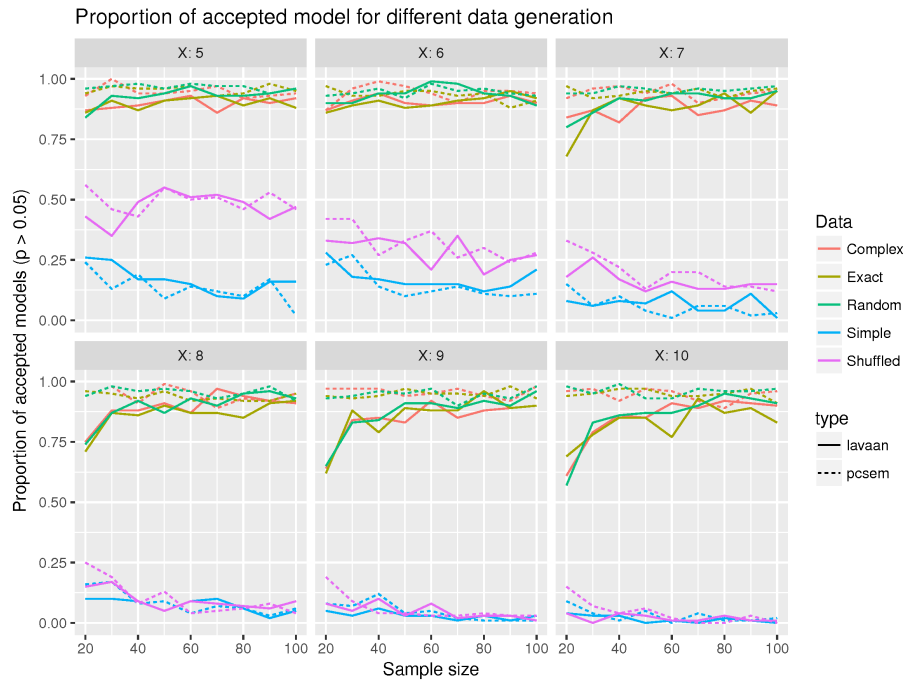 Proportion of accepted model for different data generation
X: 5
X: 6
X: 7
1.00
0.75
0.50
0.25
0.00
X: 8
X: 9
X: 10
1.00
0.75
0.50
0.25
0.00
20 40 60 80 100
20 40 60 80 100
20 40 60 80 100
Sample size
Proportion of accepted models (p > 0.05)
Data
Complex
Exact
Random
Simple
Shuffled
type
lavaan
pcsem